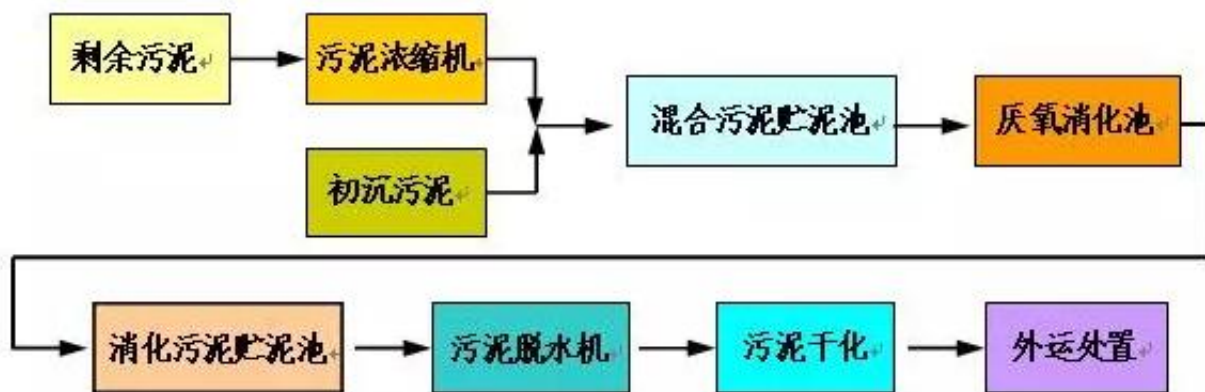 剩余污泥
污泥浓缩机
混合污泥贮泥池
厌氧消化池
初沉污泥
消化污泥贮泥池
污泥脱水机
污泥干化
外运处置